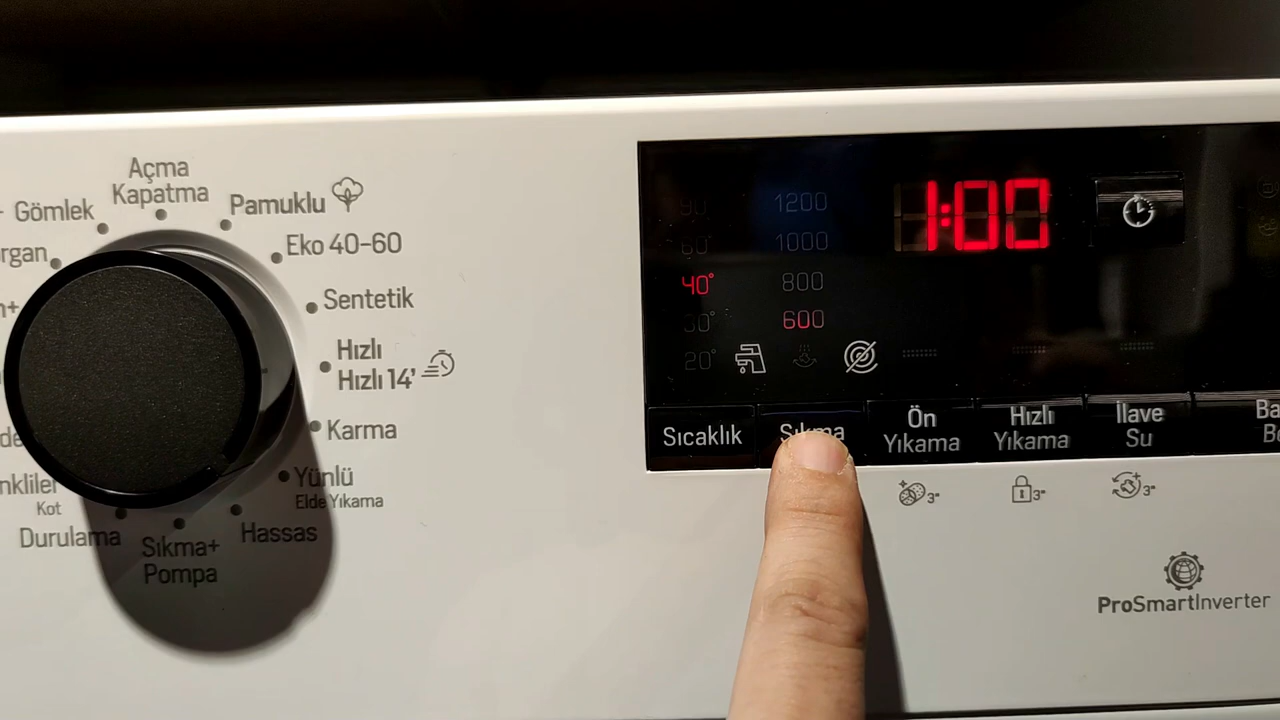 Açma
Kapatma
Gömlek
Pamuklu
Eko 40-60
Sentetik
Hızlı
Hızlı 14'
Karma
Yünlü
Elde Yıkama
Hassas
Sıkma+
Pompa
Durulama
Kot
90°
60°
40°
30°
20°
1200
1000
800
600
1:00
Sıcaklık
Sıkma
Ön
Yıkama
Hızlı
Yıkama
İlave
Su
3"
3"
3"
ProSmartInverter